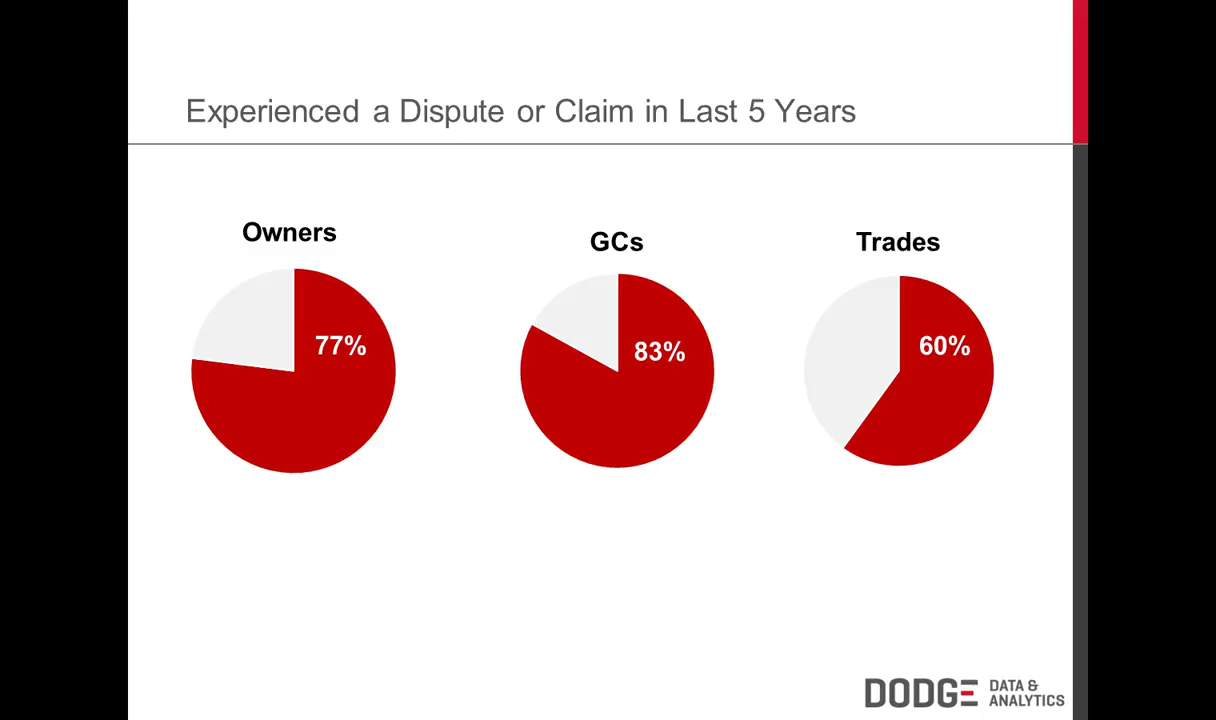 Experienced a Dispute or Claim in Last 5 Years
Owners
GCs
Trades
77%
83%
60%
DODGE
DATA &
ANALYTICS